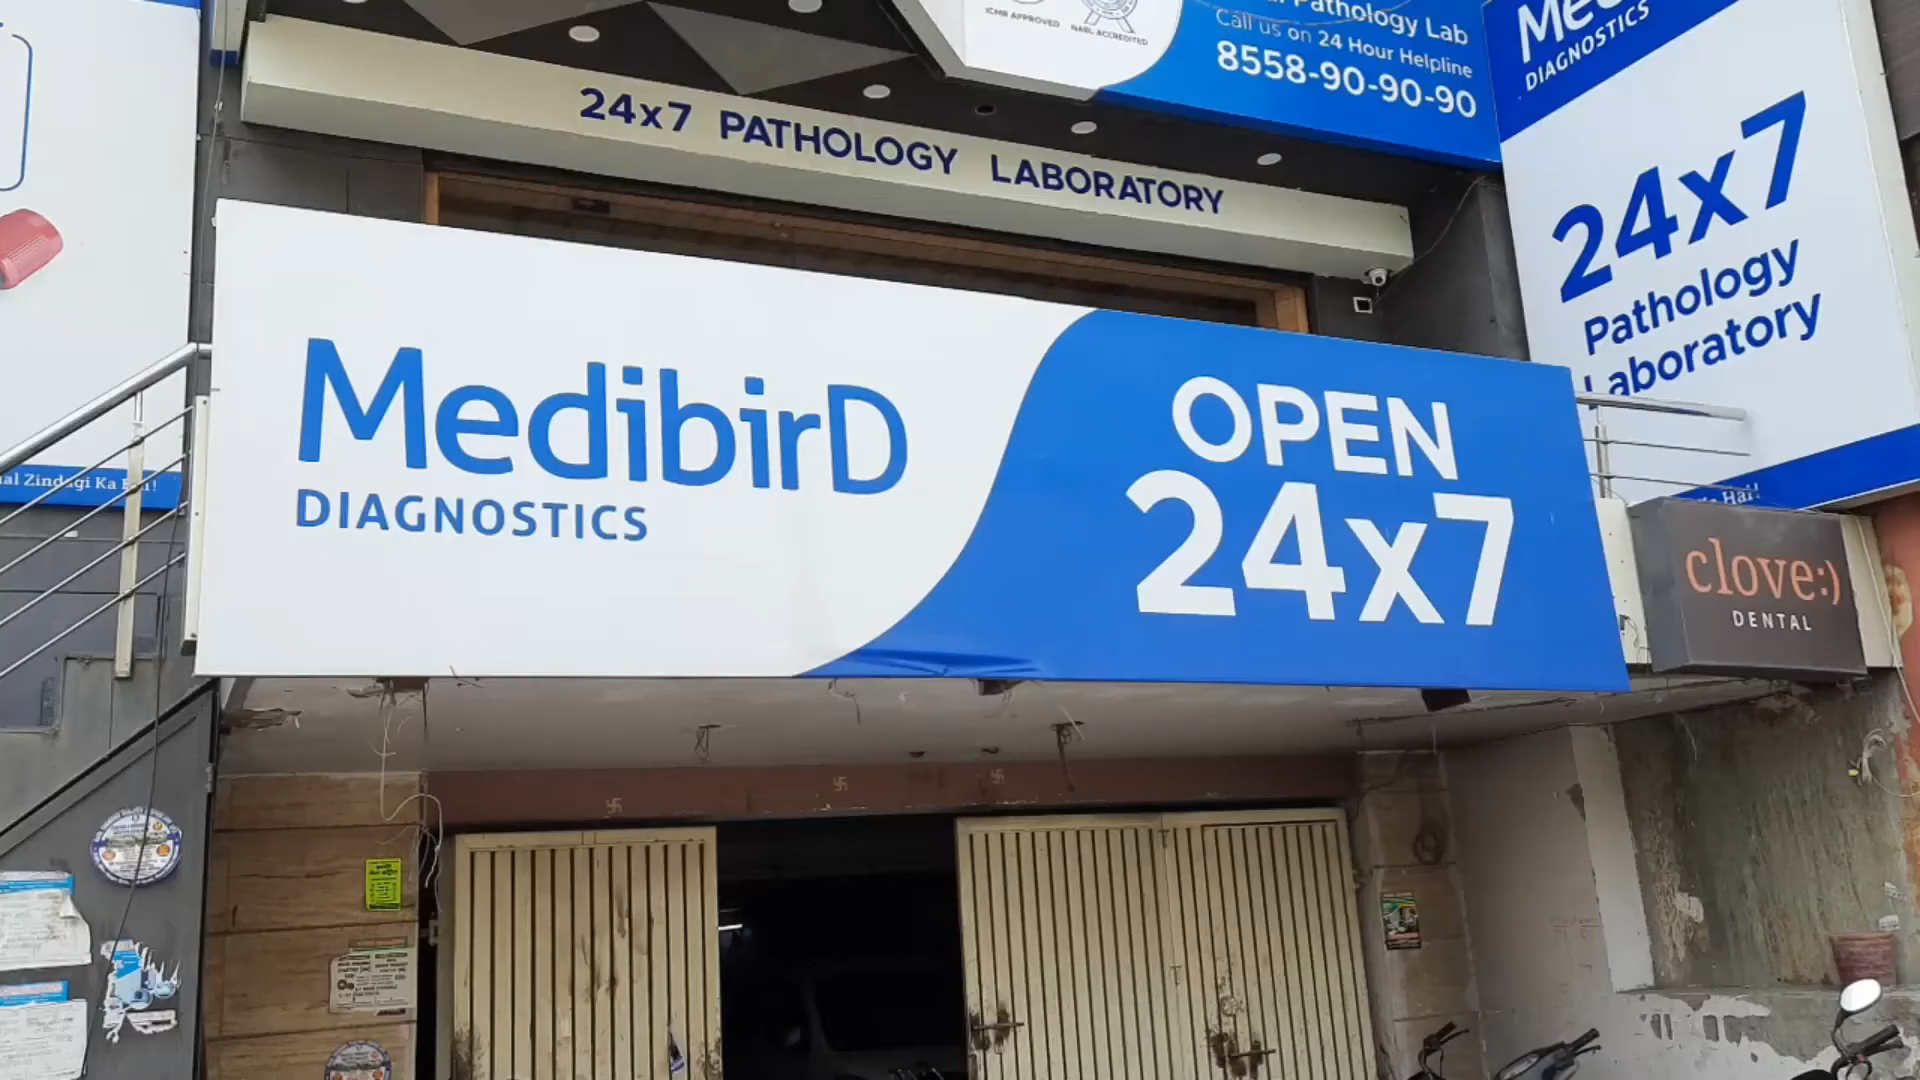 ICMR APPROVED
NABL ACCREDITED
Pathology Lab
Call us on 24 Hour Helpline
8558-90-90-90
DIAGNOSTICS
24x7 PATHOLOGY LABORATORY
24x7
Pathology
Laboratory
MedibirD
DIAGNOSTICS
OPEN
24x7
Zindagi Ka
Hai!
clove:)
DENTAL